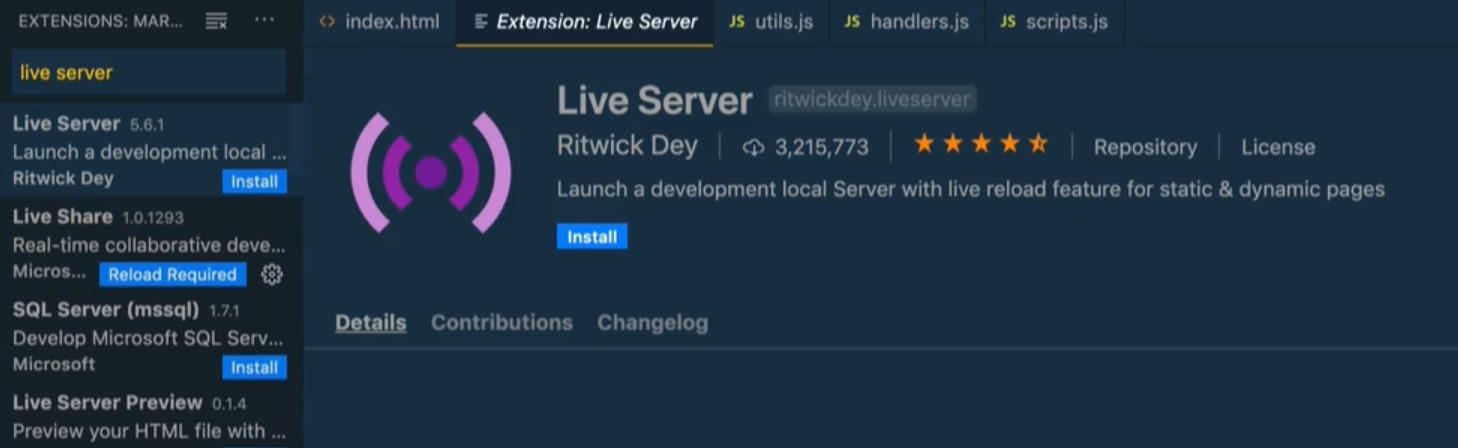 EXTENSIONS: MAR... ...
live server
Live Server 5.6.1
Launch a development local ...
Ritwick Dey Install
Live Share 1.0.1293
Real-time collaborative deve...
Micros... Reload Required
SQL Server (mssql) 1.7.1
Develop Microsoft SQL Serv...
Microsoft Install
Live Server Preview 0.1.4
Preview your HTML file with ...
<> index.html Extension: Live Server JS utils.js JS handlers.js JS scripts.js
Live Server ritwickdey.liveserver
Ritwick Dey | 3,215,773 | ★★★★ | Repository | License
Launch a development local Server with live reload feature for static & dynamic pages
Install
Details Contributions Changelog